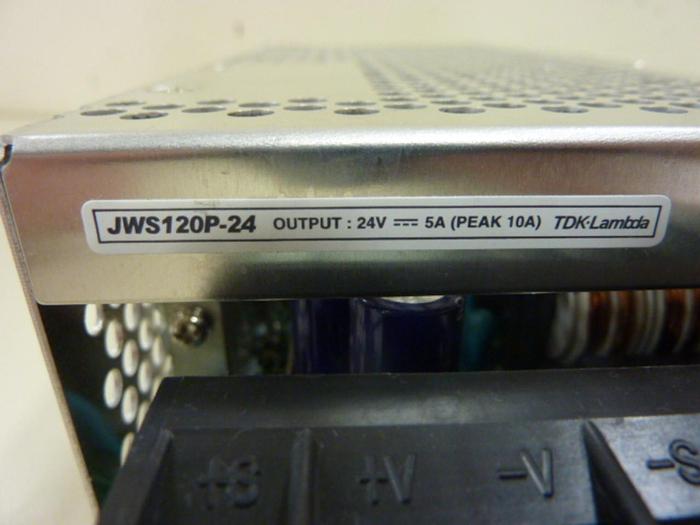 JWS120P-24 OUTPUT : 24V ⎓ 5A (PEAK 10A) TDK·Lambda
+S +V -V -S